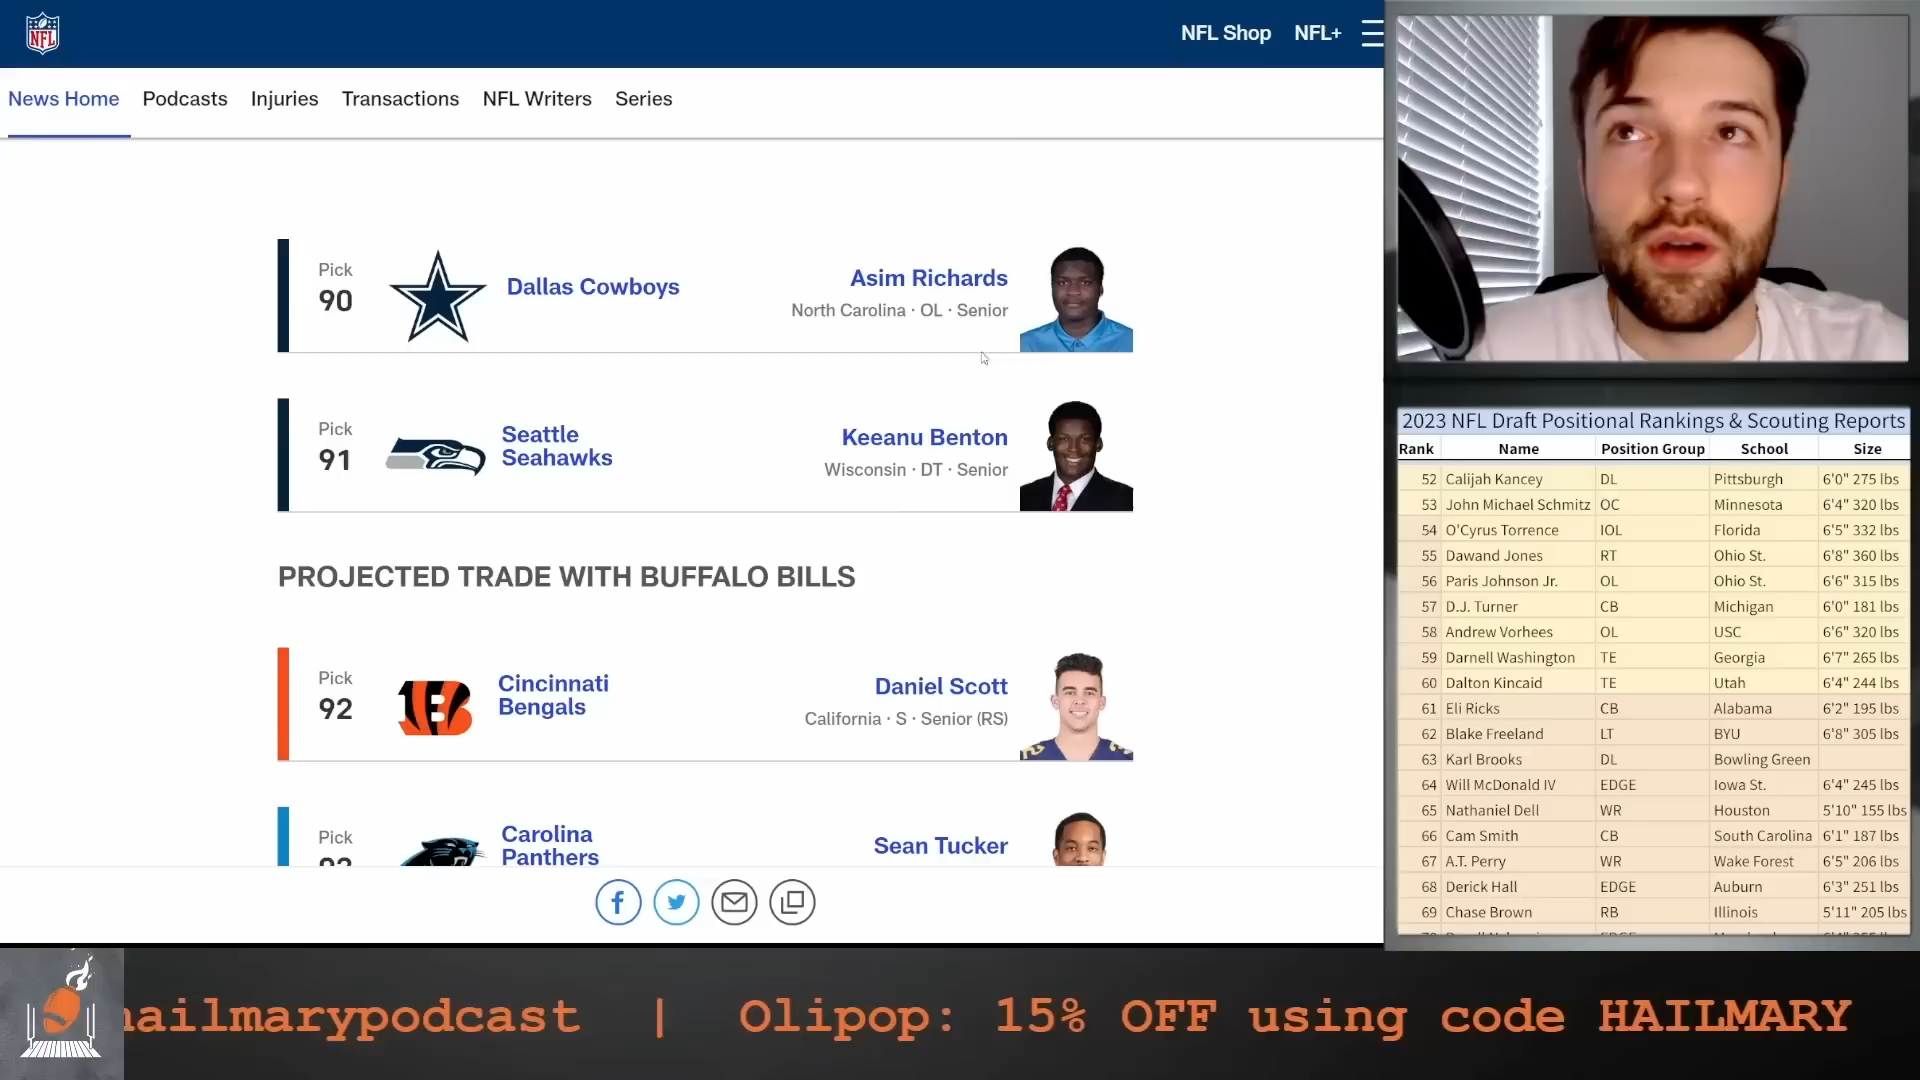 NFL
NFL Shop NFL+
News Home Podcasts Injuries Transactions NFL Writers Series
Pick
90
Dallas Cowboys
Asim Richards
North Carolina · OL · Senior
Pick
91
Seattle
Seahawks
Keeanu Benton
Wisconsin · DT · Senior
PROJECTED TRADE WITH BUFFALO BILLS
Pick
92
Cincinnati
Bengals
Daniel Scott
California · S · Senior (RS)
Pick
93
Carolina
Panthers
Sean Tucker
2023 NFL Draft Positional Rankings & Scouting Reports
Rank Name Position Group School Size
52 Calijah Kancey DL Pittsburgh 6'0" 275 lbs
53 John Michael Schmitz OC Minnesota 6'4" 320 lbs
54 O'Cyrus Torrence IOL Florida 6'5" 332 lbs
55 Dawand Jones RT Ohio St. 6'8" 360 lbs
56 Paris Johnson Jr. OL Ohio St. 6'6" 315 lbs
57 D.J. Turner CB Michigan 6'0" 181 lbs
58 Andrew Vorhees OL USC 6'6" 320 lbs
59 Darnell Washington TE Georgia 6'7" 265 lbs
60 Dalton Kincaid TE Utah 6'4" 244 lbs
61 Eli Ricks CB Alabama 6'2" 195 lbs
62 Blake Freeland LT BYU 6'8" 305 lbs
63 Karl Brooks DL Bowling Green
64 Will McDonald IV EDGE Iowa St. 6'4" 245 lbs
65 Nathaniel Dell WR Houston 5'10" 155 lbs
66 Cam Smith CB South Carolina 6'1" 187 lbs
67 A.T. Perry WR Wake Forest 6'5" 206 lbs
68 Derick Hall EDGE Auburn 6'3" 251 lbs
69 Chase Brown RB Illinois 5'11" 205 lbs
hailmarypodcast | Olipop: 15% OFF using code HAILMARY